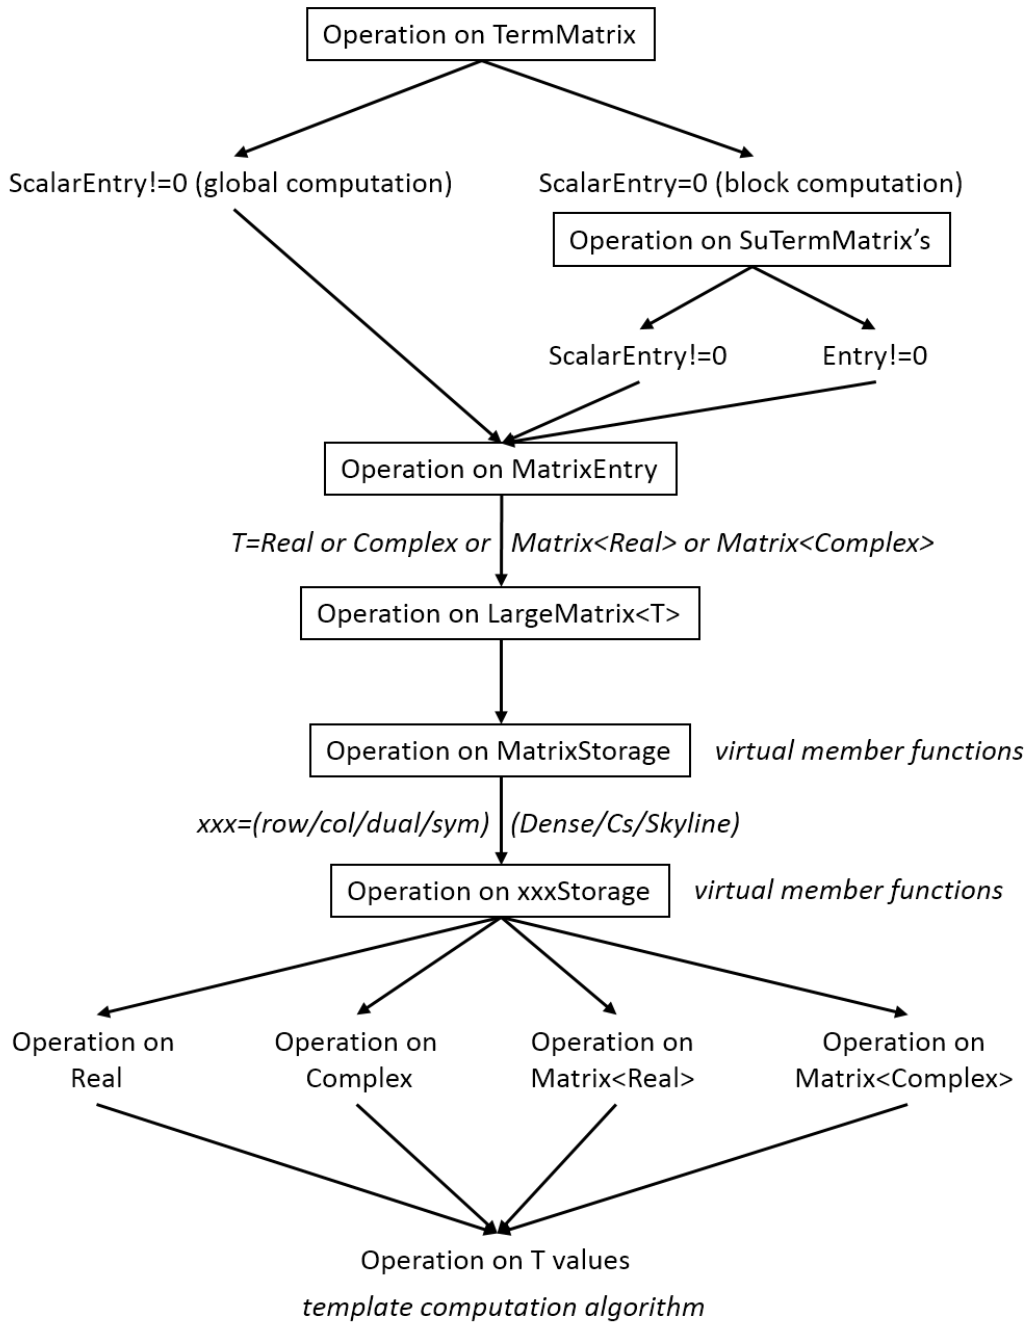 Operation on TermMatrix
ScalarEntry!=0 (global computation)
ScalarEntry=0 (block computation)
Operation on SuTermMatrix’s
ScalarEntry!=0
Entry!=0
Operation on MatrixEntry
T=Real or Complex or Matrix<Real> or Matrix<Complex>
Operation on LargeMatrix<T>
Operation on MatrixStorage
virtual member functions
xxx=(row/col/dual/sym) (Dense/Cs/Skyline)
Operation on xxxStorage
virtual member functions
Operation on
Real
Operation on
Complex
Operation on
Matrix<Real>
Operation on
Matrix<Complex>
Operation on T values
template computation algorithm